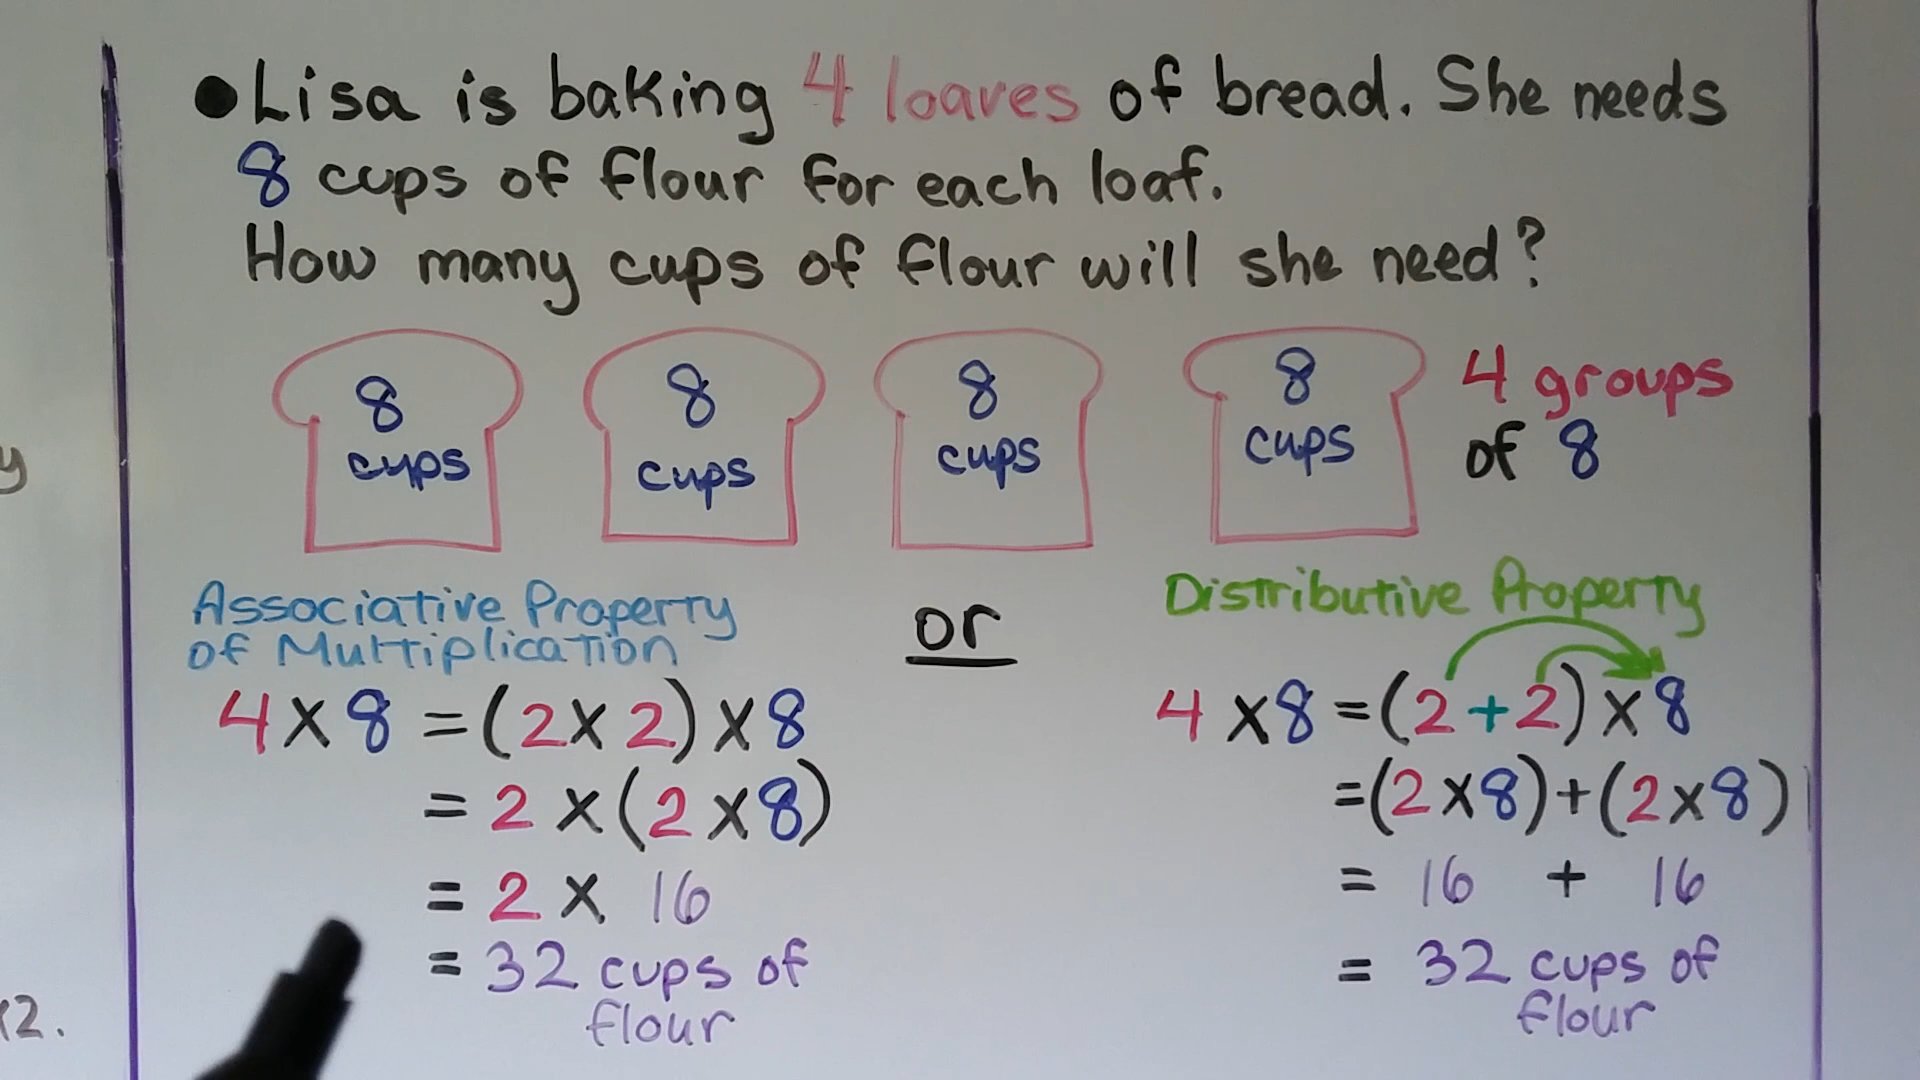 ●Lisa is baking 4 loaves of bread. She needs
8 cups of flour for each loaf.
How many cups of flour will she need?
8 cups
8 cups
8 cups
8 cups
4 groups
of 8
Associative Property
of Multiplication
4 × 8 = (2 × 2) × 8
= 2 × (2 × 8)
= 2 × 16
= 32 cups of
flour
or
Distributive Property
4 × 8 = (2 + 2) × 8
= (2 × 8) + (2 × 8)
= 16 + 16
= 32 cups of
flour
y
2.